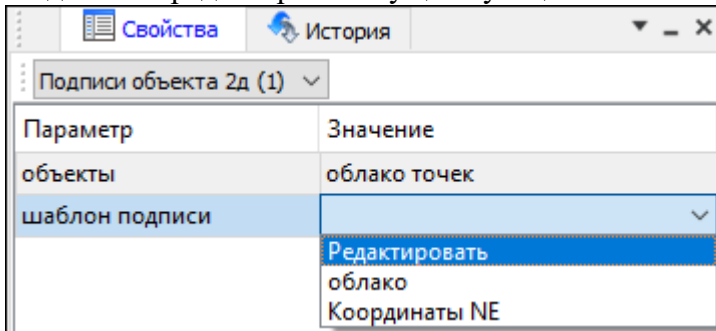 Свойства
История
Подписи объекта 2д (1)
Параметр Значение
объекты облако точек
шаблон подписи
Редактировать
облако
Координаты NE